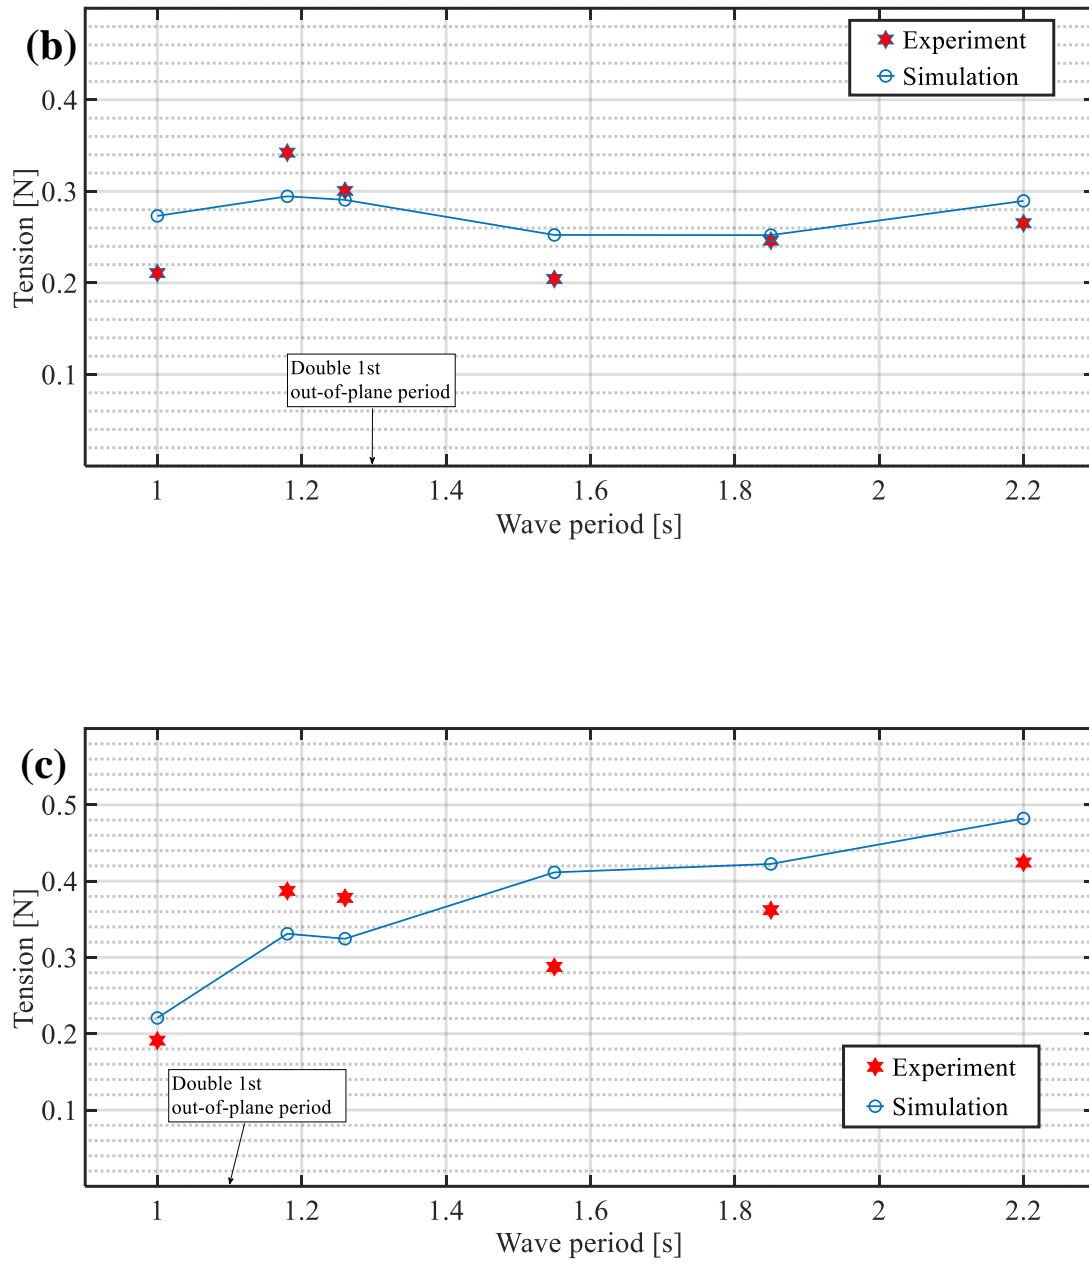 (b)
Experiment
Simulation
0.4
0.3
0.2
0.1
Tension [N]
Double 1st
out-of-plane period
1 1.2 1.4 1.6 1.8 2 2.2
Wave period [s]
(c)
0.5
0.4
0.3
0.2
0.1
Tension [N]
Experiment
Simulation
Double 1st
out-of-plane period
1 1.2 1.4 1.6 1.8 2 2.2
Wave period [s]